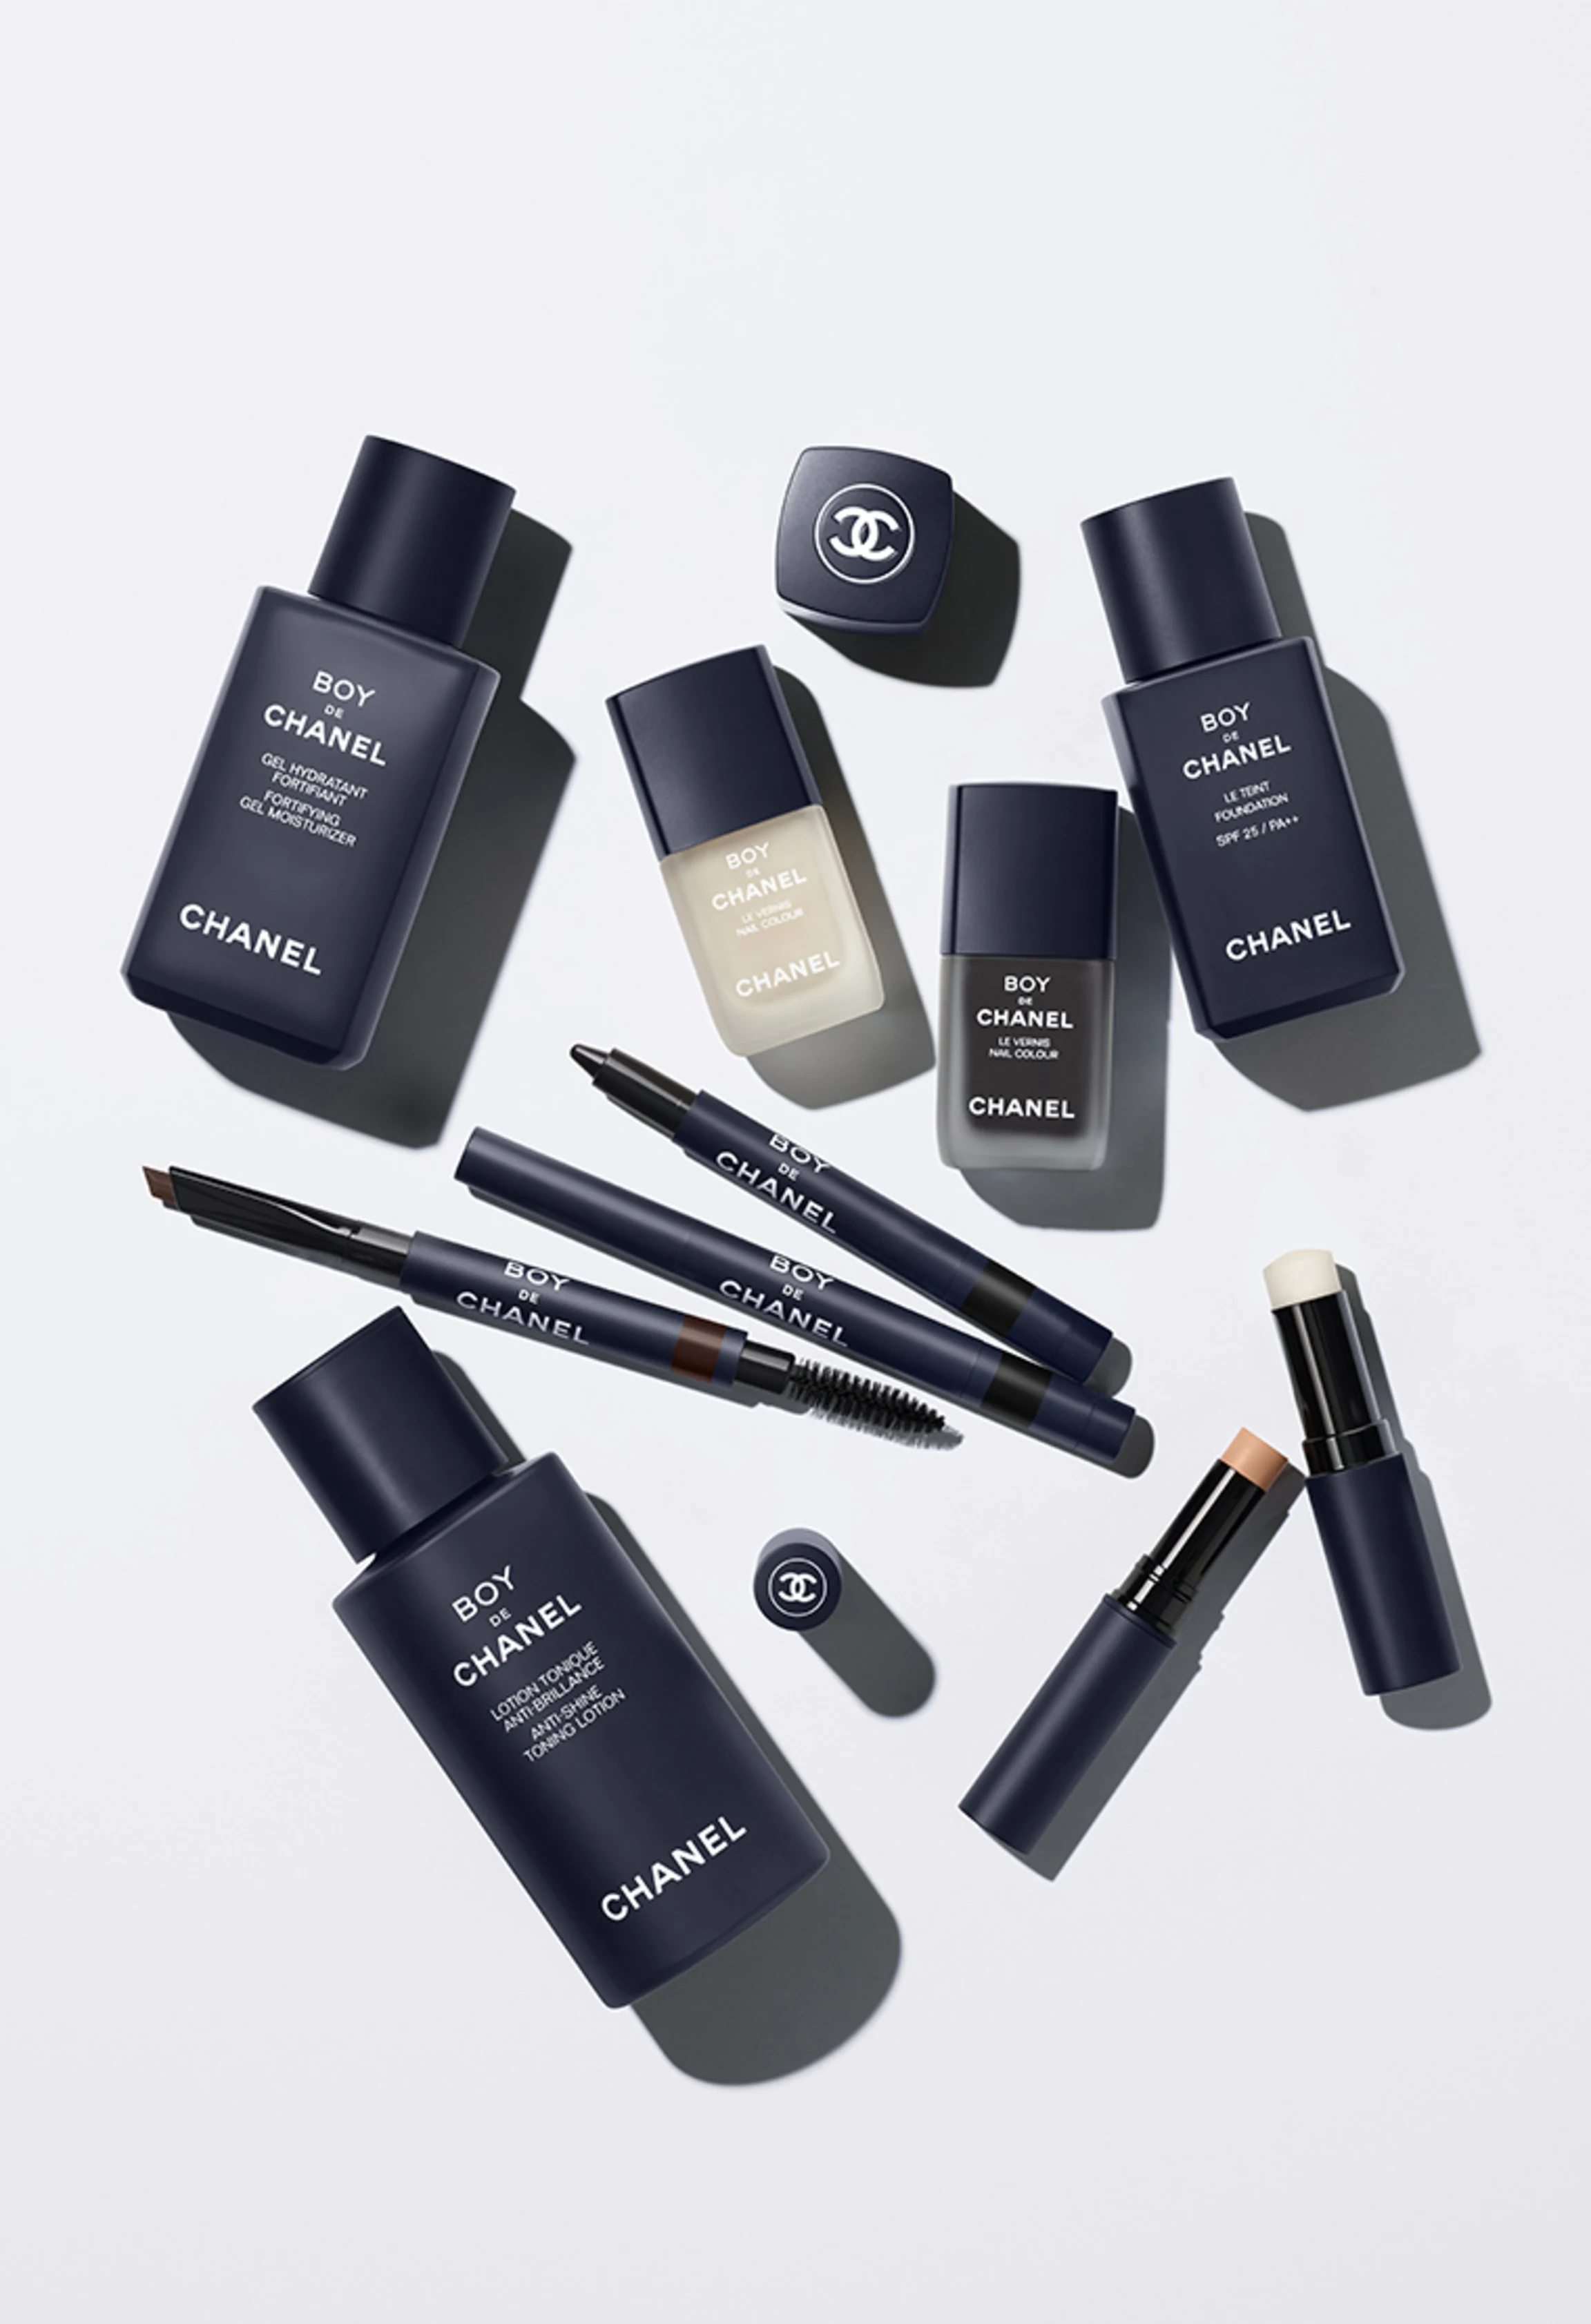 BOY
DE
CHANEL
GEL HYDRATANT
FORTIFIANT
FORTIFYING
GEL MOISTURIZER
CHANEL
BOY
DE
CHANEL
LE VERNIS
NAIL COLOUR
CHANEL
BOY
DE
CHANEL
LE TEINT
FOUNDATION
SPF 25 / PA++
CHANEL
BOY
DE
CHANEL
LE VERNIS
NAIL COLOUR
CHANEL
BOY
DE
CHANEL
BOY
DE
CHANEL
BOY
DE
CHANEL
BOY
DE
CHANEL
LOTION TONIQUE
ANTI-BRILLANCE
ANTI-SHINE
TONING LOTION
CHANEL